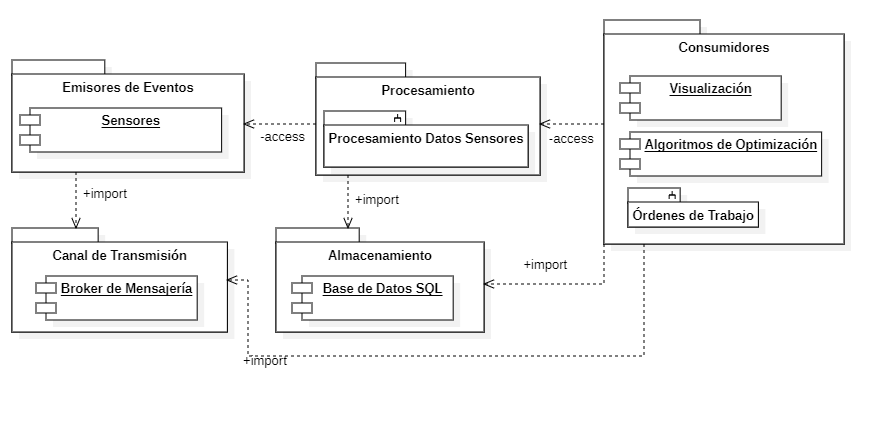 Consumidores
Visualización
Algoritmos de Optimización
Órdenes de Trabajo
Emisores de Eventos
Sensores
Procesamiento
Procesamiento Datos Sensores
-access
-access
+import
+import
Canal de Transmisión
Broker de Mensajería
Almacenamiento
Base de Datos SQL
+import
+import